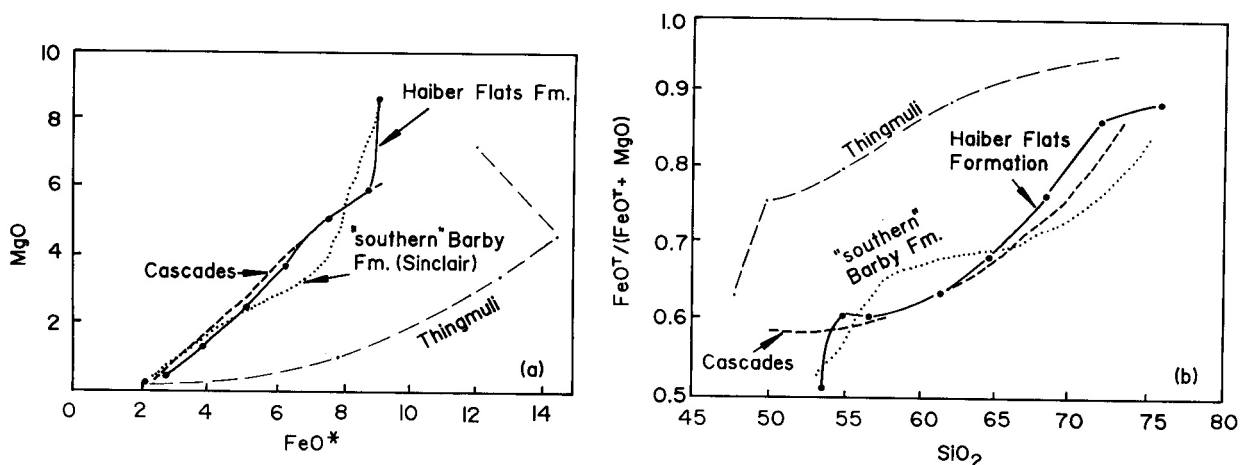 10
8
6
4
2
0
MgO
0
2
4
6
8
10
12
14
FeO*
Haiber Flats Fm.
"southern" Barby
Fm. (Sinclair)
Cascades
Thingmuli
(a)
1.0
0.9
0.8
0.7
0.6
0.5
FeOᵀ/(FeOᵀ+ MgO)
45
50
55
60
65
70
75
80
SiO₂
Thingmuli
Haiber Flats
Formation
"southern"
Barby Fm.
Cascades
(b)